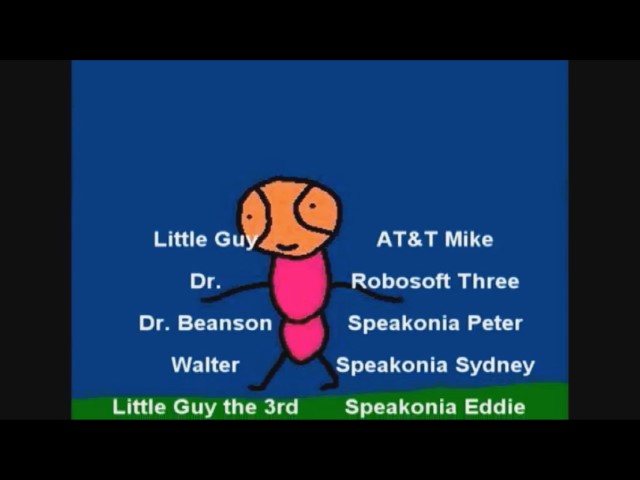 Little Guy AT&T Mike
Dr. Robosoft Three
Dr. Beanson Speakonia Peter
Walter Speakonia Sydney
Little Guy the 3rd Speakonia Eddie